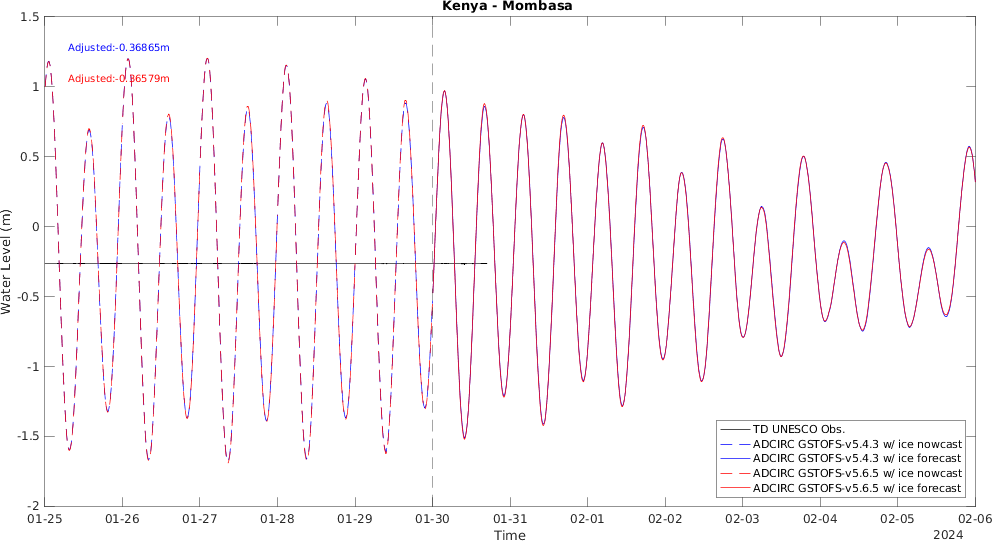 Kenya - Mombasa
Adjusted:-0.36865m
Adjusted:-0.36579m
Water Level (m)
1.5
1
0.5
0
-0.5
-1
-1.5
-2
TD UNESCO Obs.
ADCIRC GSTOFS-v5.4.3 w/ ice nowcast
ADCIRC GSTOFS-v5.4.3 w/ ice forecast
ADCIRC GSTOFS-v5.6.5 w/ ice nowcast
ADCIRC GSTOFS-v5.6.5 w/ ice forecast
01-25 01-26 01-27 01-28 01-29 01-30 01-31 02-01 02-02 02-03 02-04 02-05 02-06
Time
2024